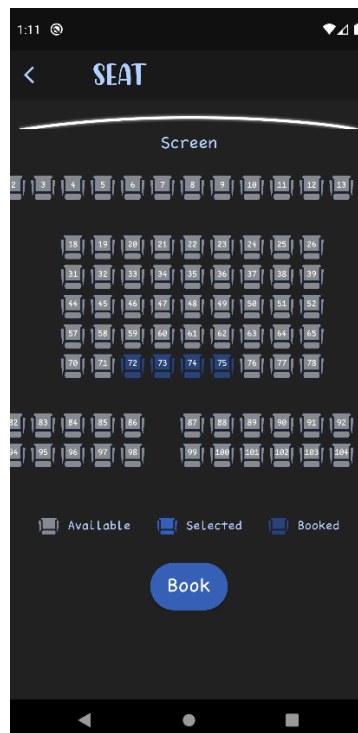 1:11
SEAT
Screen
2 3 4 5 6 7 8 9 10 11 12 13
18 19 20 21 22 23 24 25 26
31 32 33 34 35 36 37 38 39
44 45 46 47 48 49 50 51 52
57 58 59 60 61 62 63 64 65
70 71 72 73 74 75 76 77 78
82 83 84 85 86 87 88 89 90 91 92
94 95 96 97 98 99 100 101 102 103 104
Available Selected Booked
Book